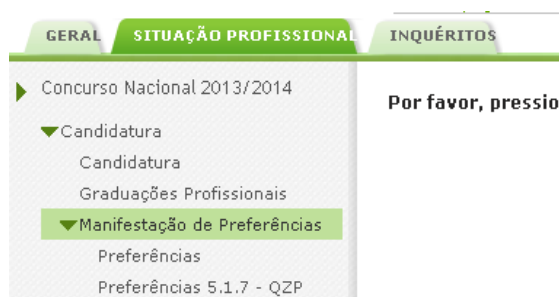 GERAL SITUAÇÃO PROFISSIONAL INQUÉRITOS
Concurso Nacional 2013/2014
Por favor, pressio
Candidatura
Candidatura
Graduações Profissionais
Manifestação de Preferências
Preferências
Preferências 5.1.7 - QZP